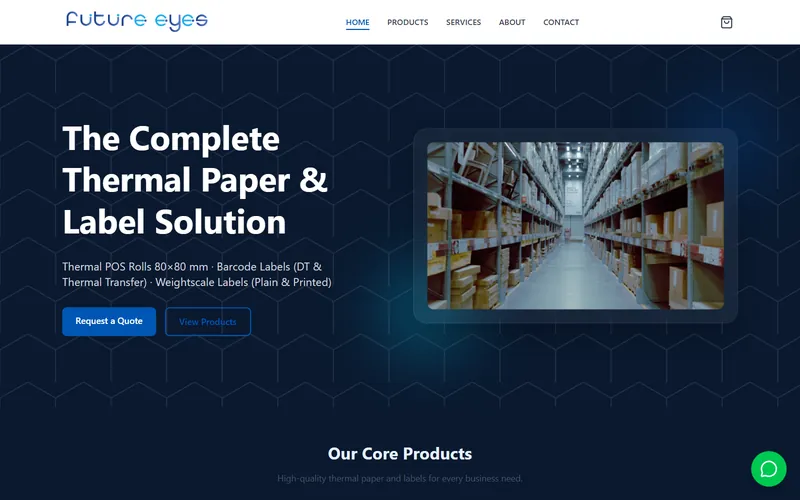 future eyes
HOME
PRODUCTS
SERVICES
ABOUT
CONTACT
The Complete
Thermal Paper &
Label Solution
Thermal POS Rolls 80×80 mm · Barcode Labels (DT &
Thermal Transfer) · Weightscale Labels (Plain & Printed)
Request a Quote
View Products
Our Core Products
High-quality thermal paper and labels for every business need.